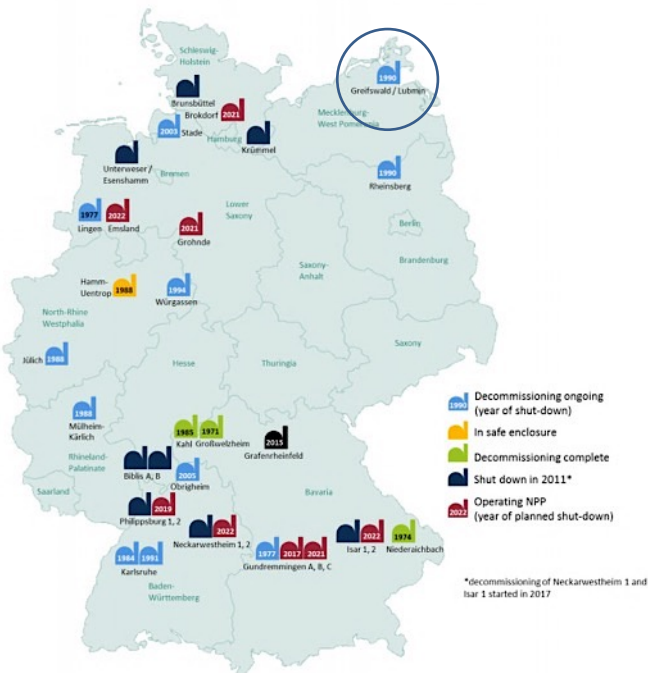 Schleswig-
Holstein
1990
Greifswald / Lubmin
Brunsbüttel
Brokdorf
2021
Mecklenburg-
West Pomerania
2003
Stade
Hamburg
Krümmel
Unterweser /
Esenshamm
Bremen
1990
Rheinsberg
1977
2022
Lingen
Emsland
Lower
Saxony
2021
Grohnde
Berlin
Brandenburg
Saxony-
Anhalt
Hamm-
Uentrop
1988
1994
Würgassen
North-Rhine
Westphalia
Jülich
1988
Hesse
Thuringia
Saxony
1988
Mülheim-
Kärlich
1985
1971
Kahl
Großwelzheim
2015
Grafenrheinfeld
Rhineland-
Palatinate
Biblis A, B
2005
Obrigheim
Saarland
Bavaria
2019
Philippsburg 1, 2
2022
Neckarwestheim 1, 2
2022
Isar 1, 2
1974
Niederaichbach
1984
1991
Karlsruhe
1977
2017
2021
Gundremmingen A, B, C
Baden-
Württemberg
1990
Decommissioning ongoing
(year of shut-down)
In safe enclosure
Decommissioning complete
Shut down in 2011*
2022
Operating NPP
(year of planned shut-down)
*decommissioning of Neckarwestheim 1 and
Isar 1 started in 2017